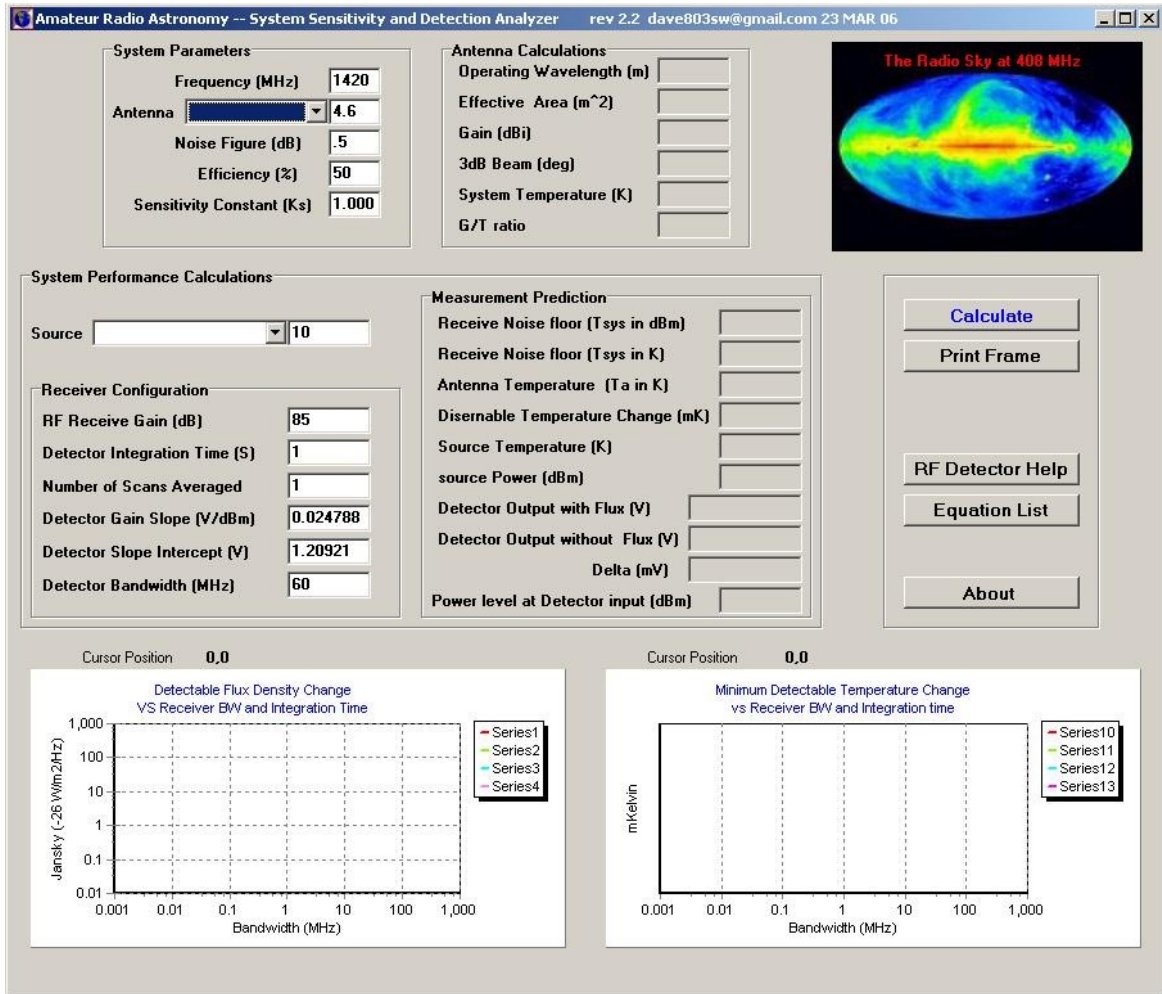 Amateur Radio Astronomy -- System Sensitivity and Detection Analyzer rev 2.2 dave803sw@gmail.com 23 MAR 06
System Parameters
Frequency (MHz) 1420
Antenna 4.6
Noise Figure (dB) .5
Efficiency (%) 50
Sensitivity Constant (Ks) 1.000
Antenna Calculations
Operating Wavelength (m)
Effective Area (m^2)
Gain (dBi)
3dB Beam (deg)
System Temperature (K)
G/T ratio
The Radio Sky at 408 MHz
System Performance Calculations
Source 10
Receiver Configuration
RF Receive Gain (dB) 85
Detector Integration Time (S) 1
Number of Scans Averaged 1
Detector Gain Slope (V/dBm) 0.024788
Detector Slope Intercept (V) 1.20921
Detector Bandwidth (MHz) 60
Measurement Prediction
Receive Noise floor (Tsys in dBm)
Receive Noise floor (Tsys in K)
Antenna Temperature (Ta in K)
Disernable Temperature Change (mK)
Source Temperature (K)
source Power (dBm)
Detector Output with Flux (V)
Detector Output without Flux (V)
Delta (mV)
Power level at Detector input (dBm)
Calculate
Print Frame
RF Detector Help
Equation List
About
Cursor Position 0,0
Detectable Flux Density Change
VS Receiver BW and Integration Time
Jansky (-26 W/m2/Hz)
1,000
100
10
1
0.1
0.01
0.001 0.01 0.1 1 10 100 1,000
Bandwidth (MHz)
Series1
Series2
Series3
Series4
Cursor Position 0,0
Minimum Detectable Temperature Change
vs Receiver BW and Integration time
mKelvin
0.001 0.01 0.1 1 10 100 1,000
Bandwidth (MHz)
Series10
Series11
Series12
Series13